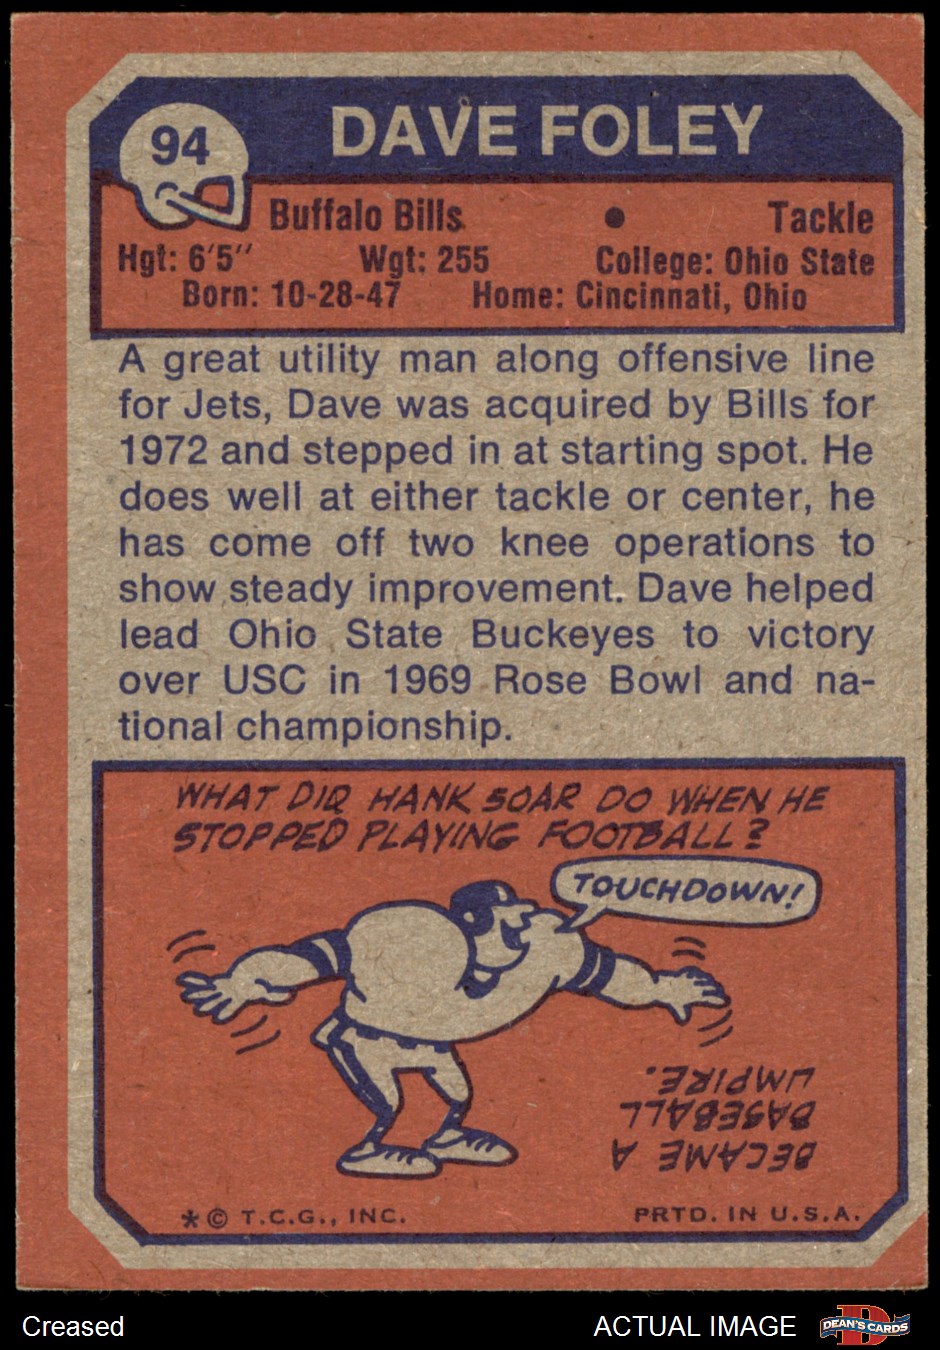 94
DAVE FOLEY
Buffalo Bills • Tackle
Hgt: 6'5" Wgt: 255 College: Ohio State
Born: 10-28-47 Home: Cincinnati, Ohio
A great utility man along offensive line
for Jets, Dave was acquired by Bills for
1972 and stepped in at starting spot. He
does well at either tackle or center, he
has come off two knee operations to
show steady improvement. Dave helped
lead Ohio State Buckeyes to victory
over USC in 1969 Rose Bowl and na-
tional championship.
WHAT DID HANK SOAR DO WHEN HE
STOPPED PLAYING FOOTBALL?
TOUCHDOWN!
BECAME A
BASEBALL
UMPIRE.
*© T.C.G., INC. PRTD. IN U.S.A.
Creased
ACTUAL IMAGE
DEAN'S CARDS